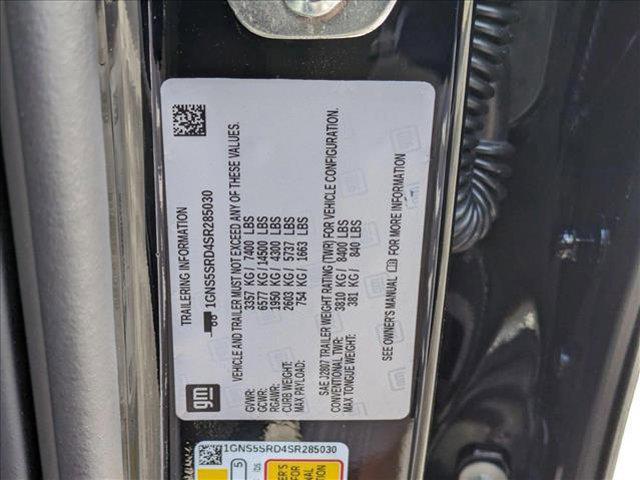 TRAILERING INFORMATION
1GNS5SRD4SR285030
VEHICLE AND TRAILER MUST NOT EXCEED ANY OF THESE VALUES.
GVWR: 3357 KG / 7400 LBS
GCWR: 6577 KG / 14500 LBS
RGAWR: 1950 KG / 4300 LBS
CURB WEIGHT: 2603 KG / 5737 LBS
MAX PAYLOAD: 754 KG / 1663 LBS
SAE J2807 TRAILER WEIGHT RATING (TWR) FOR VEHICLE CONFIGURATION.
CONVENTIONAL TWR: 3810 KG / 8400 LBS
MAX TONGUE WEIGHT: 381 KG / 840 LBS
SEE OWNER'S MANUAL FOR MORE INFORMATION
gm
1GNS5SRD4SR285030
5